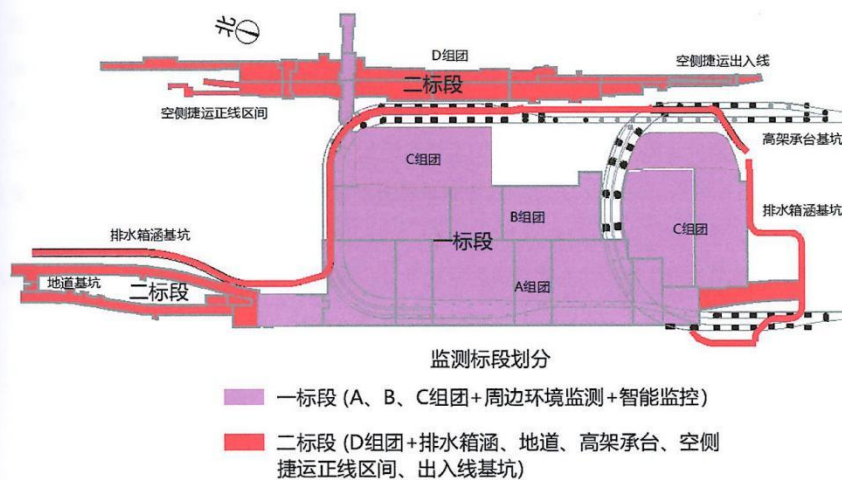 北
D组团
空侧捷运出入线
二标段
空侧捷运正线区间
高架承台基坑
C组团
B组团
排水箱涵基坑
排水箱涵基坑
一标段
C组团
地道基坑
二标段
A组团
监测标段划分
一标段 (A、B、C组团+周边环境监测+智能监控)
二标段 (D组团+排水箱涵、地道、高架承台、空侧
捷运正线区间、出入线基坑)